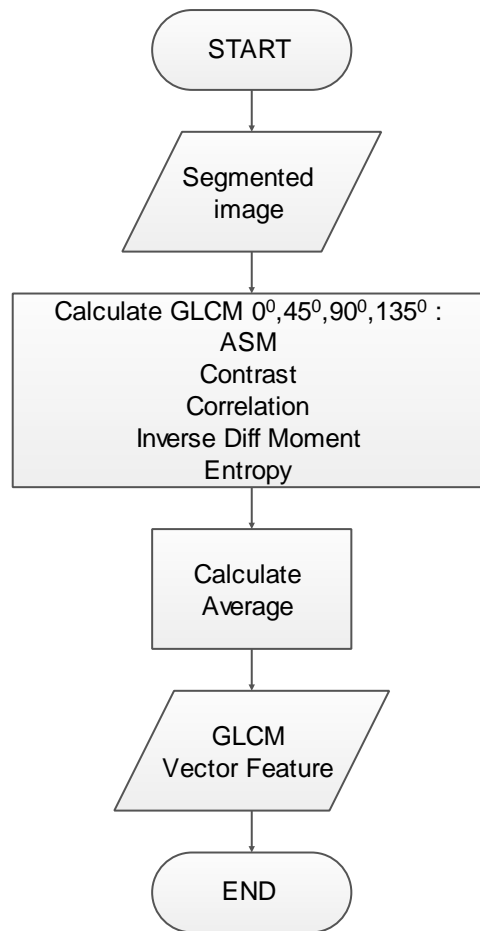 START
Segmented
image
Calculate GLCM 0⁰,45⁰,90⁰,135⁰ :
ASM
Contrast
Correlation
Inverse Diff Moment
Entropy
Calculate
Average
GLCM
Vector Feature
END